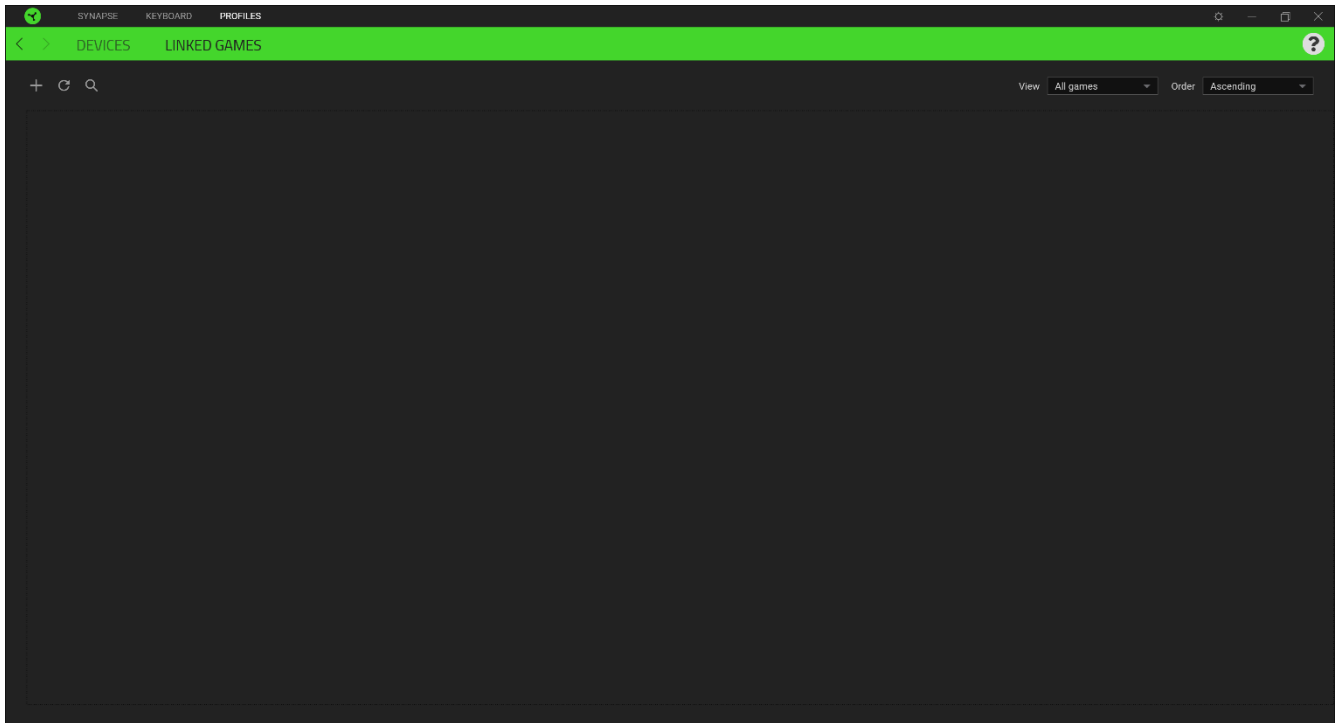 SYNAPSE KEYBOARD PROFILES
DEVICES LINKED GAMES ?
View All games Order Ascending